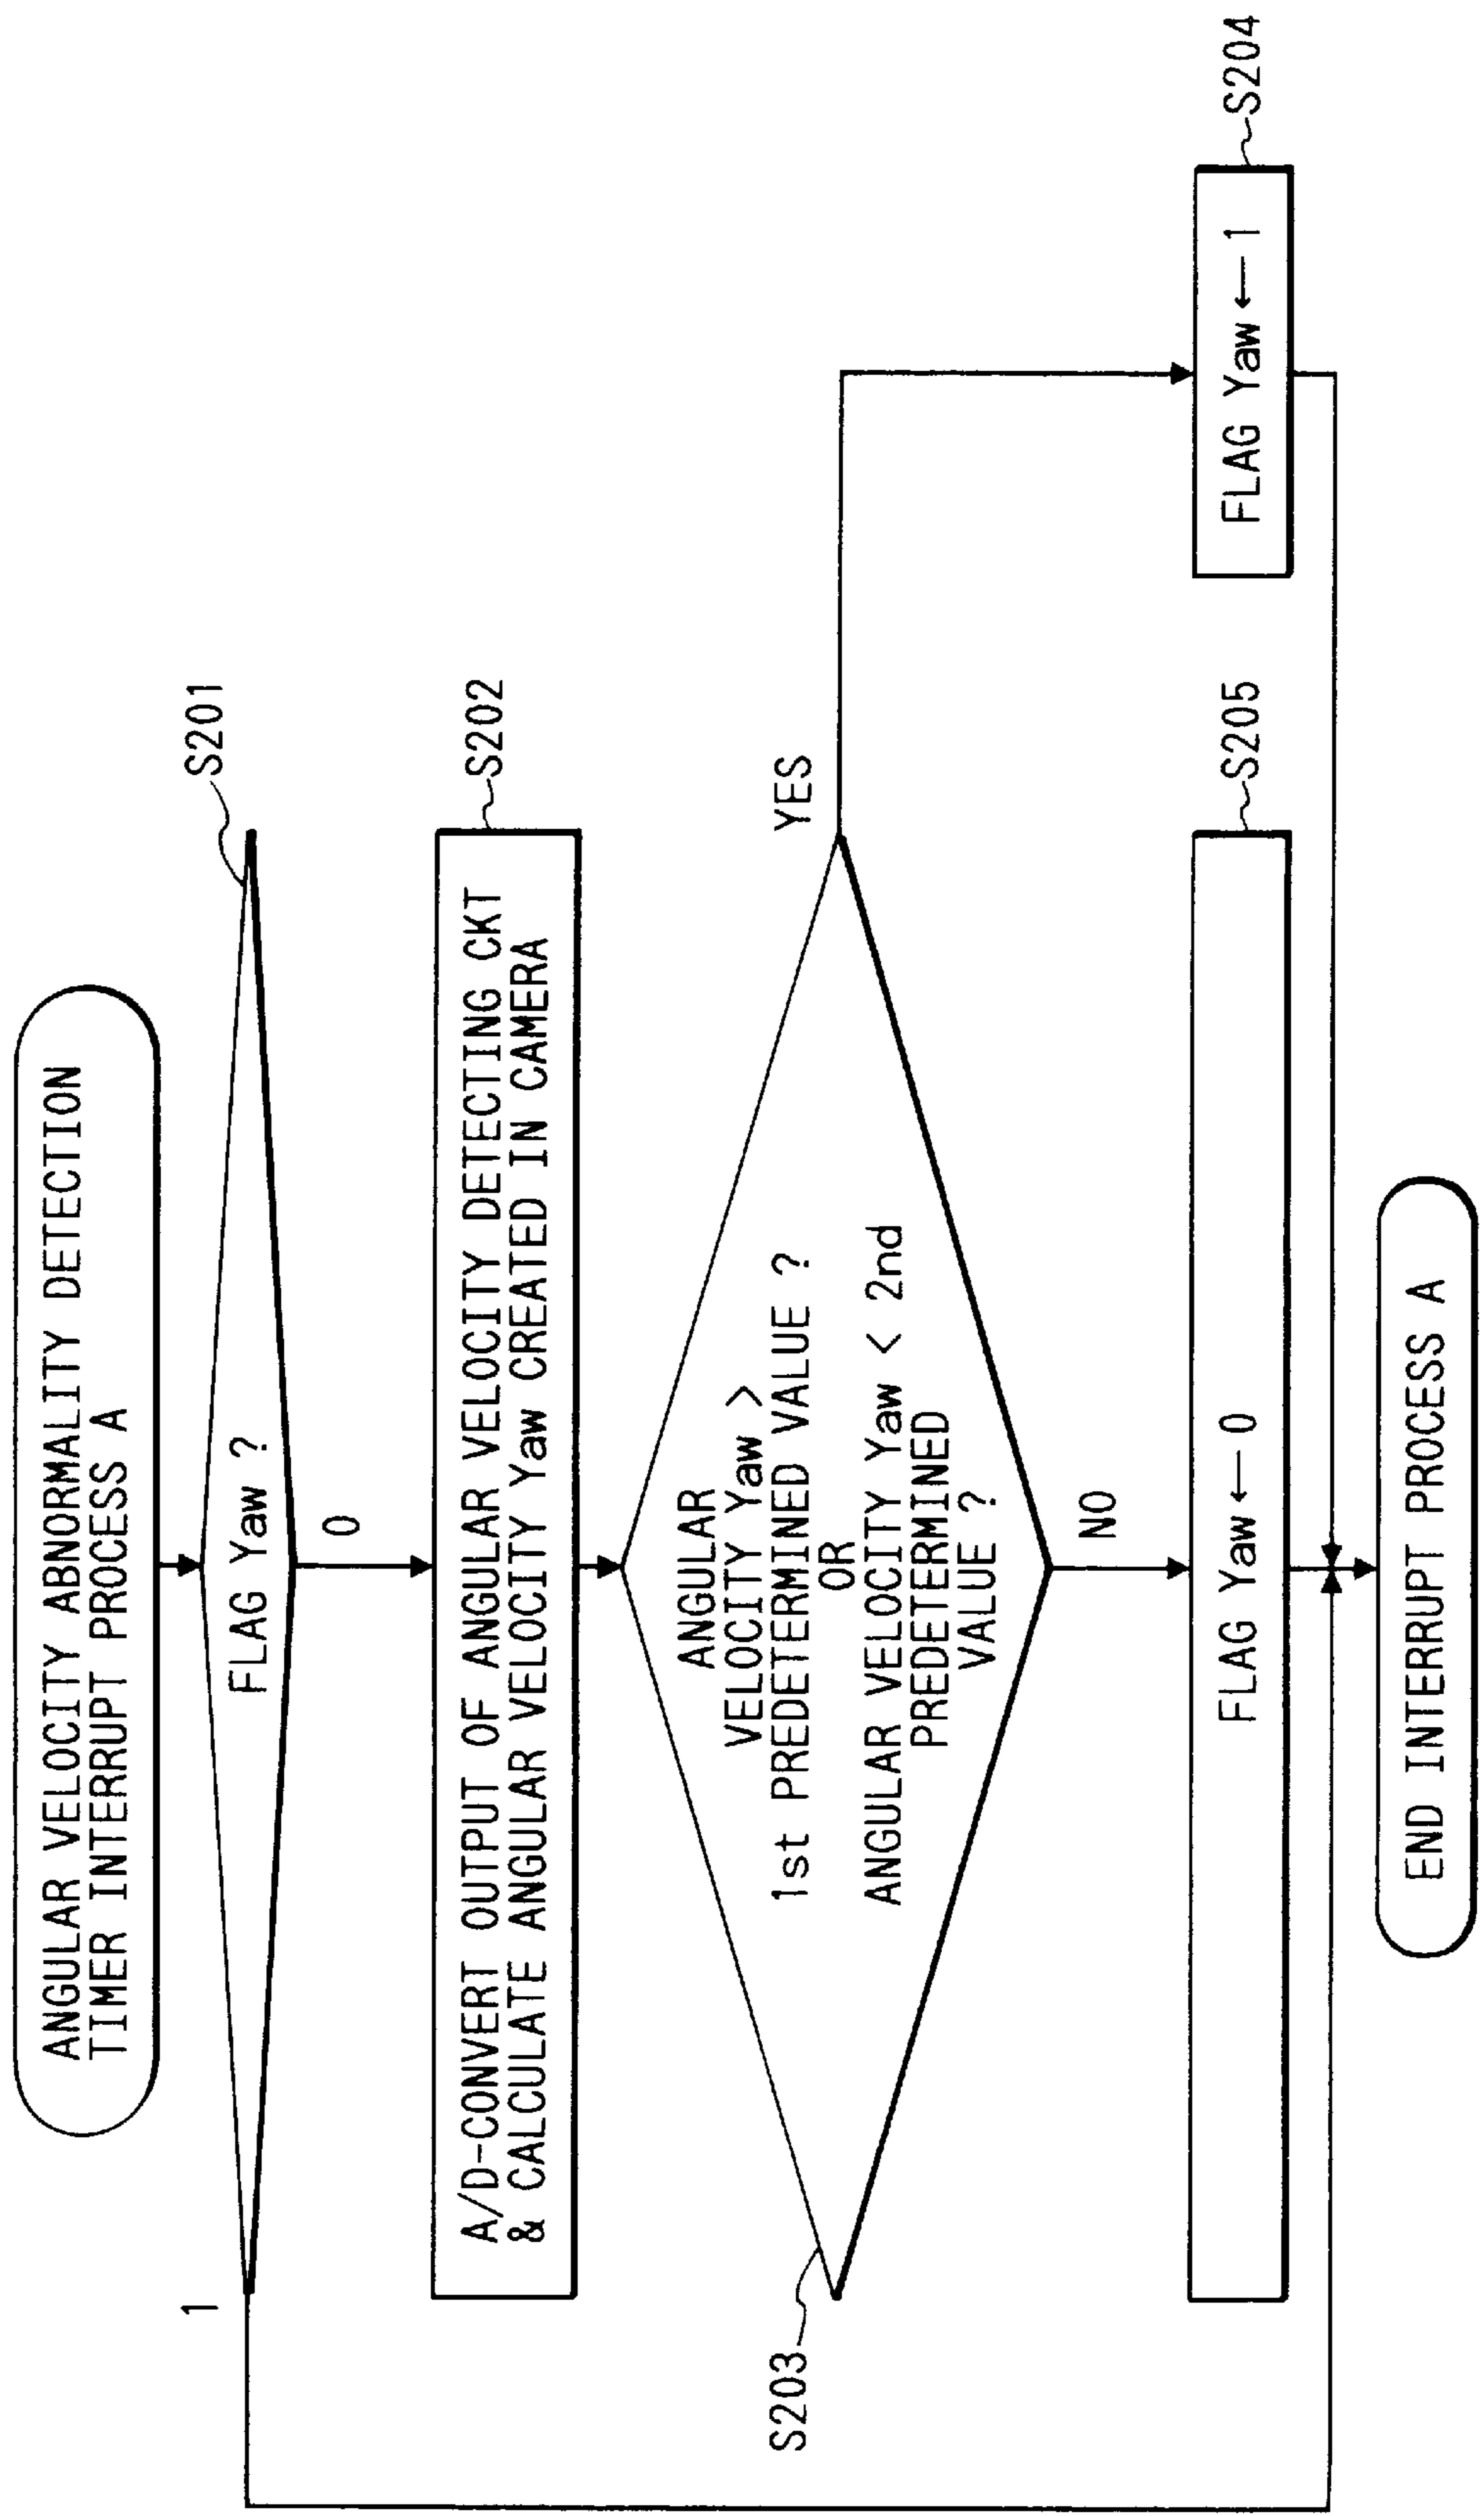 ANGULAR VELOCITY ABNORMALITY DETECTION
TIMER INTERRUPT PROCESS A
S201
1
FLAG Yaw ?
0
S202
A/D-CONVERT OUTPUT OF ANGULAR VELOCITY DETECTING CKT
& CALCULATE ANGULAR VELOCITY Yaw CREATED IN CAMERA
S203
ANGULAR
VELOCITY Yaw >
1st PREDETERMINED VALUE ?
OR
ANGULAR VELOCITY Yaw < 2nd
PREDETERMINED
VALUE ?
YES
NO
S205
FLAG Yaw ← 0
S204
FLAG Yaw ← 1
END INTERRUPT PROCESS A